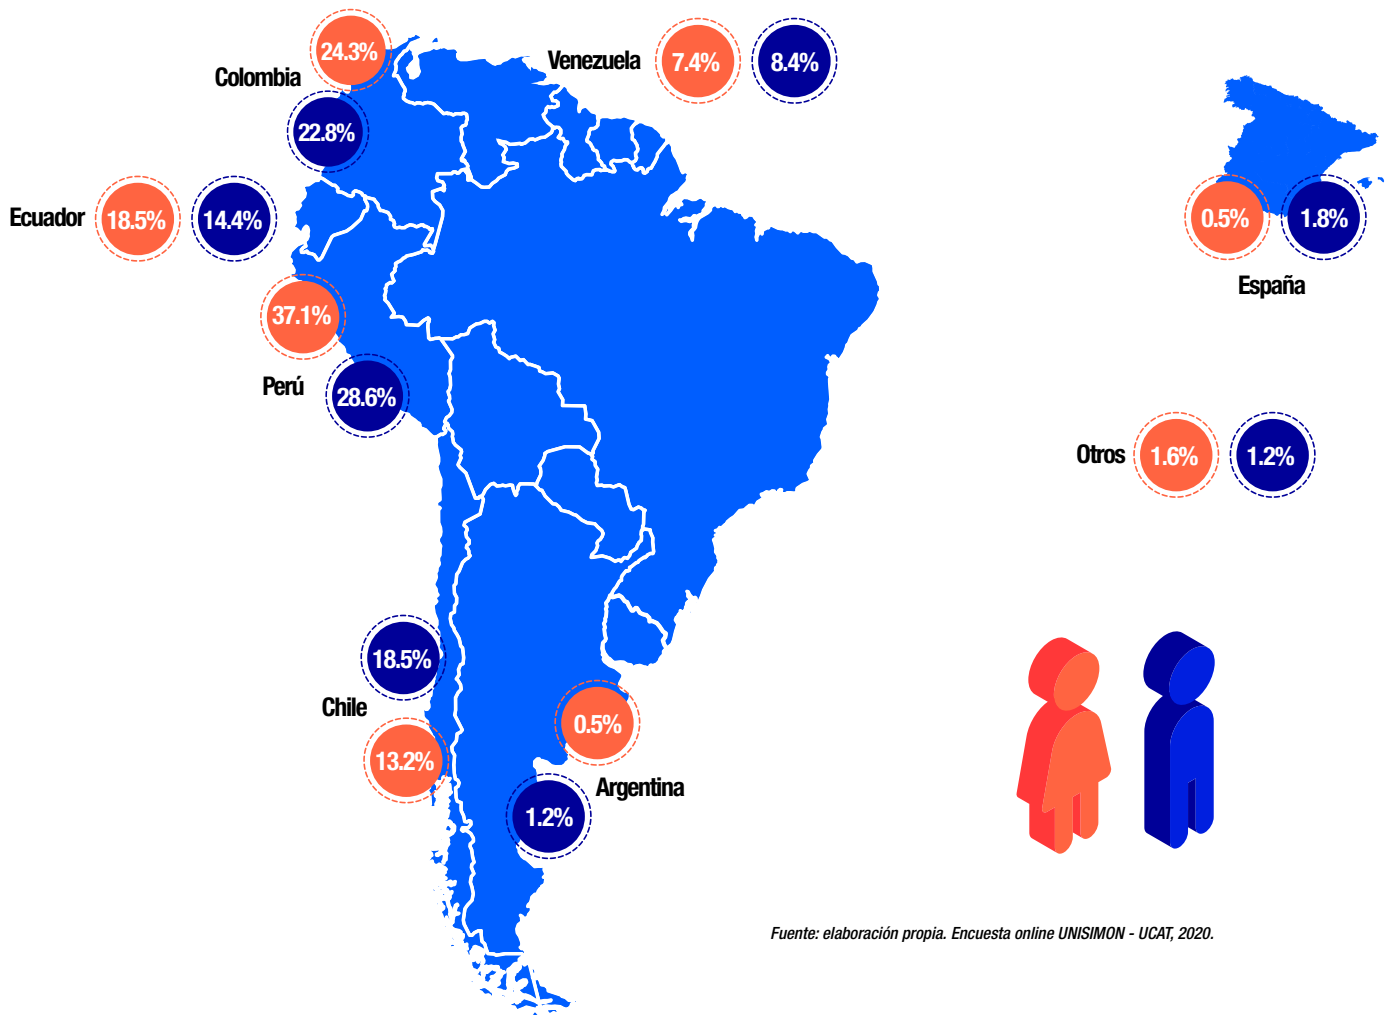 24.3%
Colombia
22.8%
Venezuela
7.4%
8.4%
Ecuador
18.5%
14.4%
0.5%
1.8%
España
37.1%
Perú
28.6%
Otros
1.6%
1.2%
18.5%
Chile
13.2%
0.5%
Argentina
1.2%
Fuente: elaboración propia. Encuesta online UNISIMON - UCAT, 2020.